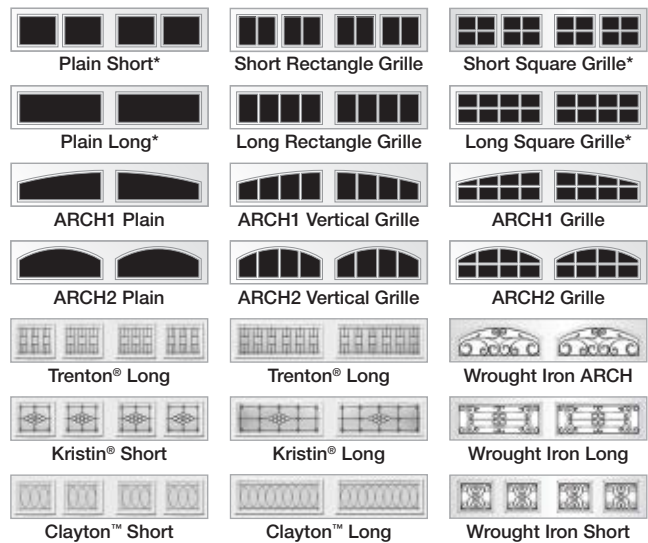 Plain Short*
Short Rectangle Grille
Short Square Grille*
Plain Long*
Long Rectangle Grille
Long Square Grille*
ARCH1 Plain
ARCH1 Vertical Grille
ARCH1 Grille
ARCH2 Plain
ARCH2 Vertical Grille
ARCH2 Grille
Trenton® Long
Trenton® Long
Wrought Iron ARCH
Kristin® Short
Kristin® Long
Wrought Iron Long
Clayton™ Short
Clayton™ Long
Wrought Iron Short